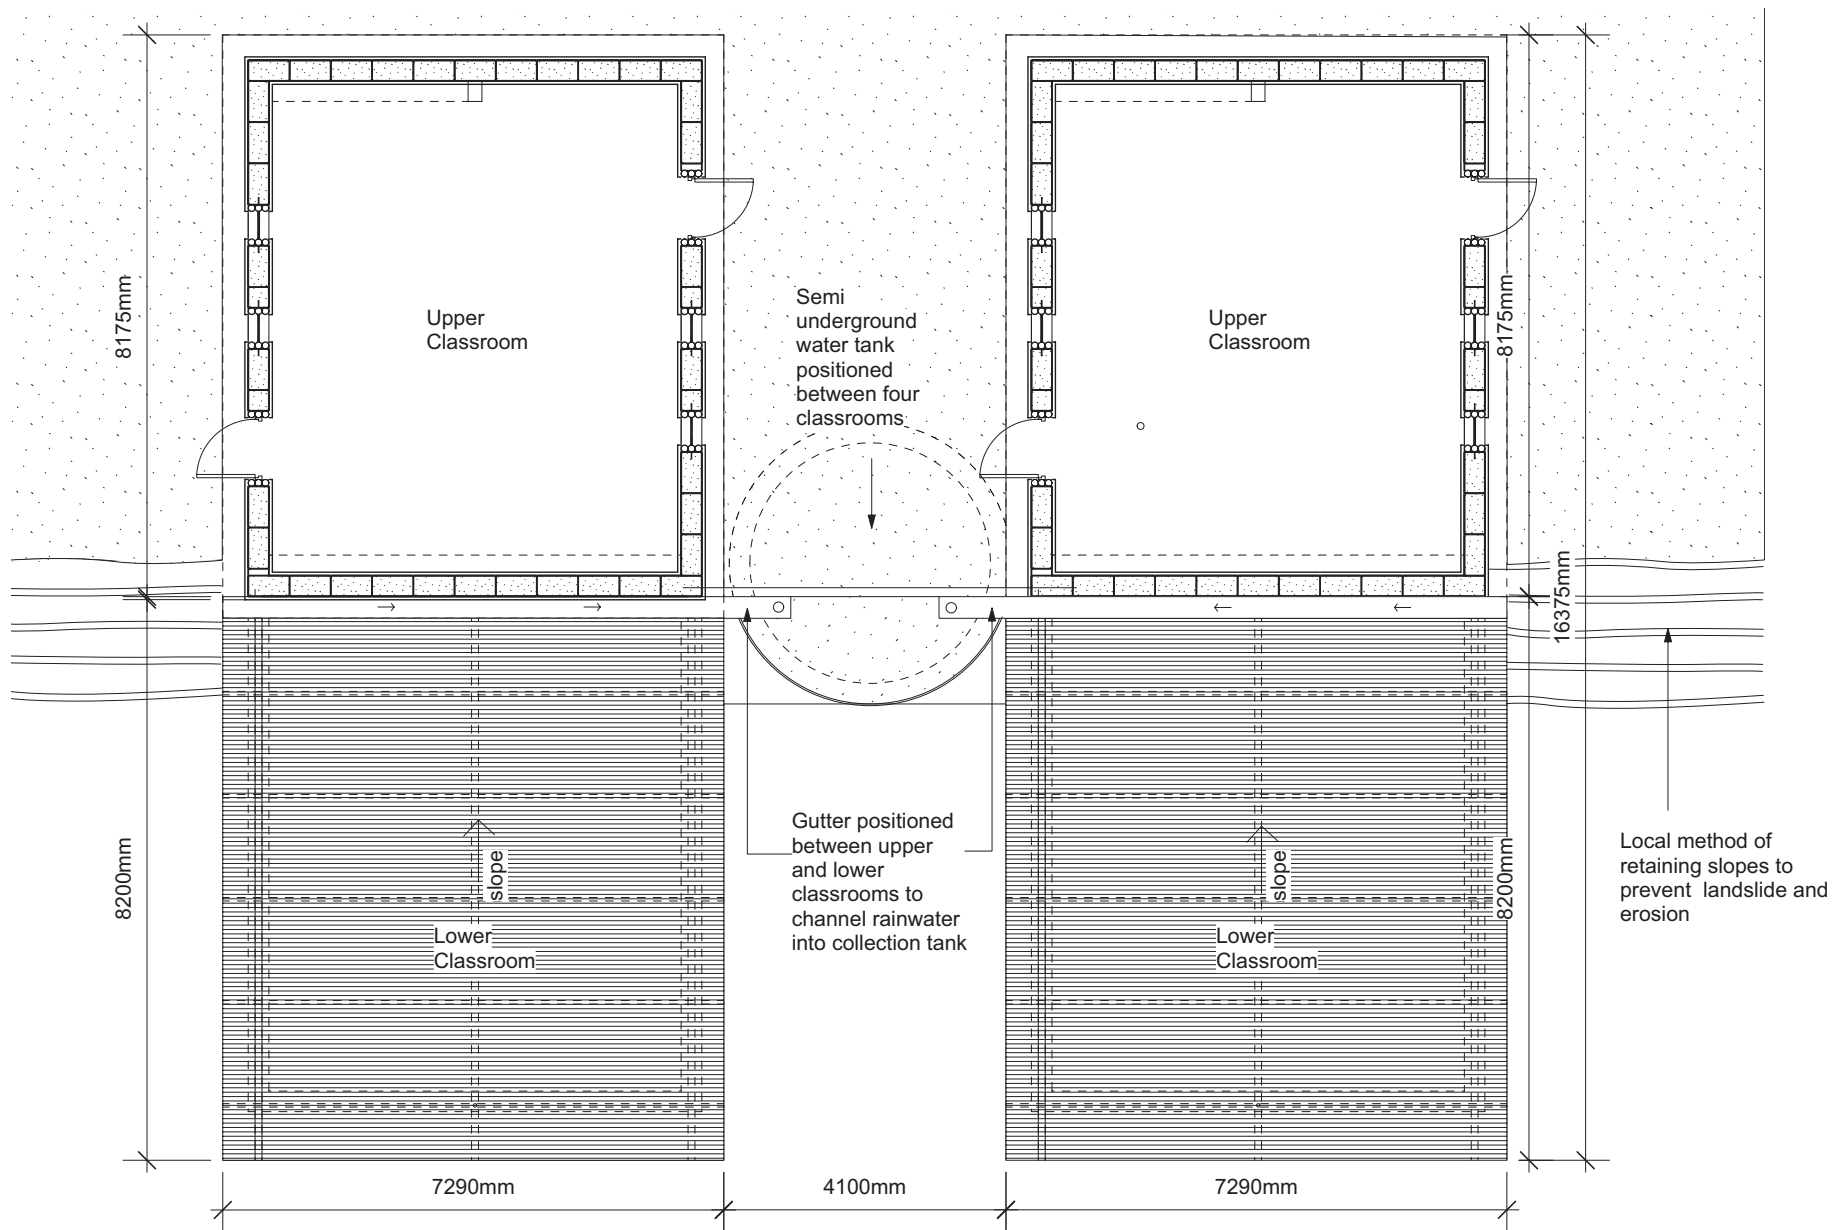 8175mm
Upper
Classroom
Semi
underground
water tank
positioned
between four
classrooms
Upper
Classroom
8175mm
16375mm
8200mm
slope
Lower
Classroom
Gutter positioned
between upper
and lower
classrooms to
channel rainwater
into collection tank
slope
Lower
Classroom
8200mm
Local method of
retaining slopes to
prevent landslide and
erosion
7290mm
4100mm
7290mm